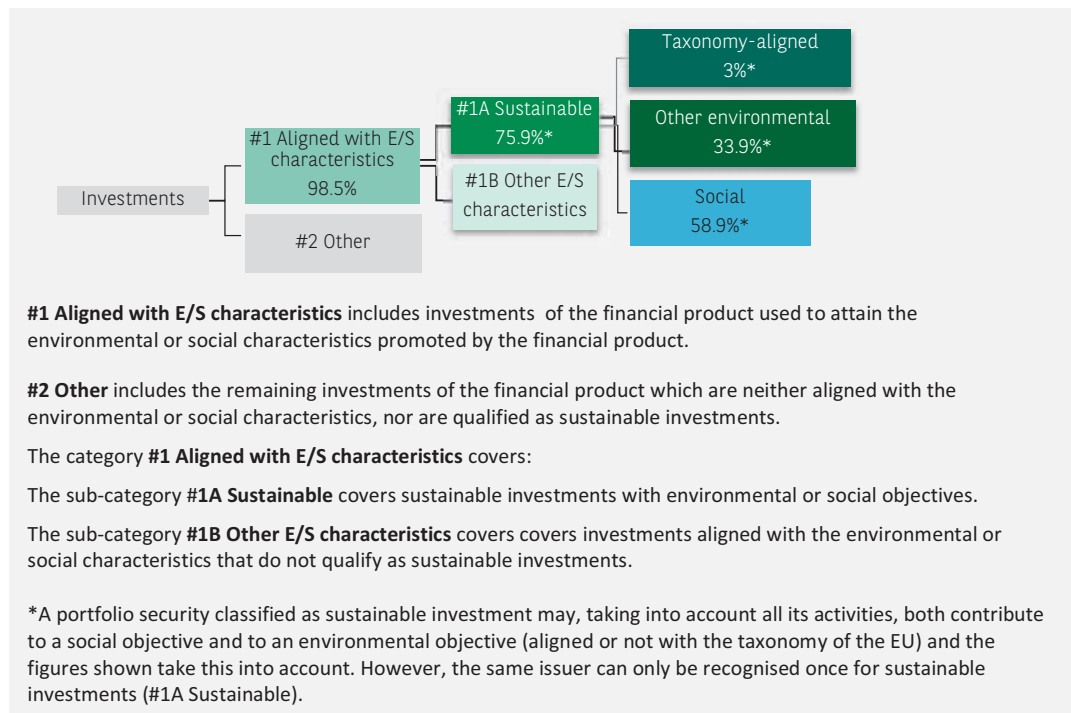 Taxonomy-aligned
3%*
#1A Sustainable
75.9%*
Other environmental
33.9%*
#1 Aligned with E/S
characteristics
98.5%
#1B Other E/S
characteristics
Investments
Social
58.9%*
#2 Other
#1 Aligned with E/S characteristics includes investments of the financial product used to attain the
environmental or social characteristics promoted by the financial product.
#2 Other includes the remaining investments of the financial product which are neither aligned with the
environmental or social characteristics, nor are qualified as sustainable investments.
The category #1 Aligned with E/S characteristics covers:
The sub-category #1A Sustainable covers sustainable investments with environmental or social objectives.
The sub-category #1B Other E/S characteristics covers covers investments aligned with the environmental or
social characteristics that do not qualify as sustainable investments.
*A portfolio security classified as sustainable investment may, taking into account all its activities, both contribute
to a social objective and to an environmental objective (aligned or not with the taxonomy of the EU) and the
figures shown take this into account. However, the same issuer can only be recognised once for sustainable
investments (#1A Sustainable).